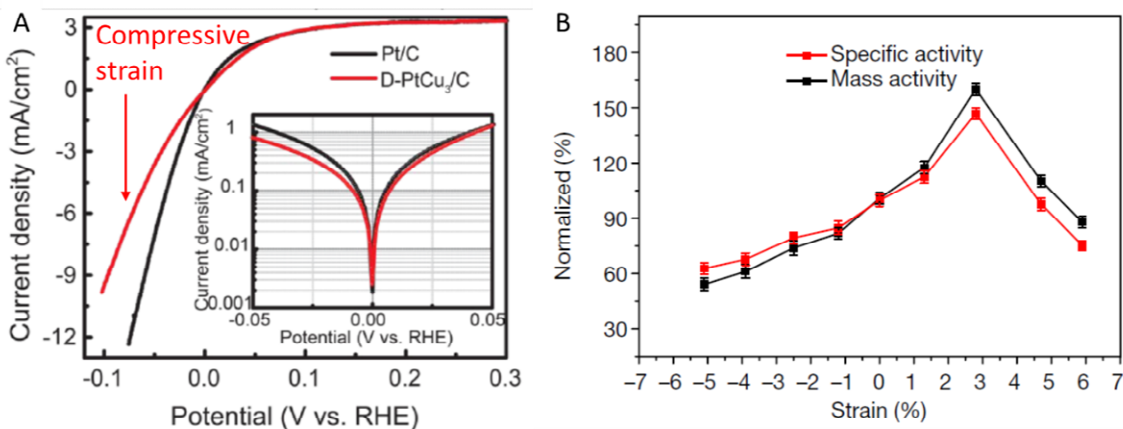 A
Compressive
strain
Pt/C
D-PtCu₃/C
Current density (mA/cm²)
3
0
-3
-6
-9
-12
-0.1
0.0
0.1
0.2
0.3
Potential (V vs. RHE)
Current density (mA/cm²)
1
0.1
0.01
0.001
-0.05
0.00
0.05
Potential (V vs. RHE)
B
Specific activity
Mass activity
Normalized (%)
180
150
120
90
60
30
−7 −6 −5 −4 −3 −2 −1 0 1 2 3 4 5 6 7
Strain (%)